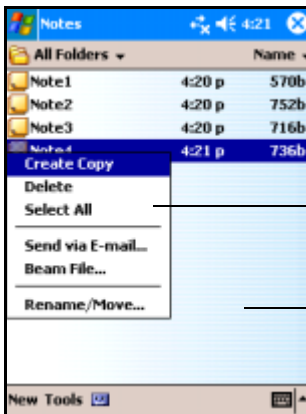 Notes 4:21
All Folders Name
Note1 4:20 p 570b
Note2 4:20 p 752b
Note3 4:20 p 716b
Note4 4:21 p 736b
Create Copy
Delete
Select All
Send via E-mail...
Beam File...
Rename/Move...
New Tools